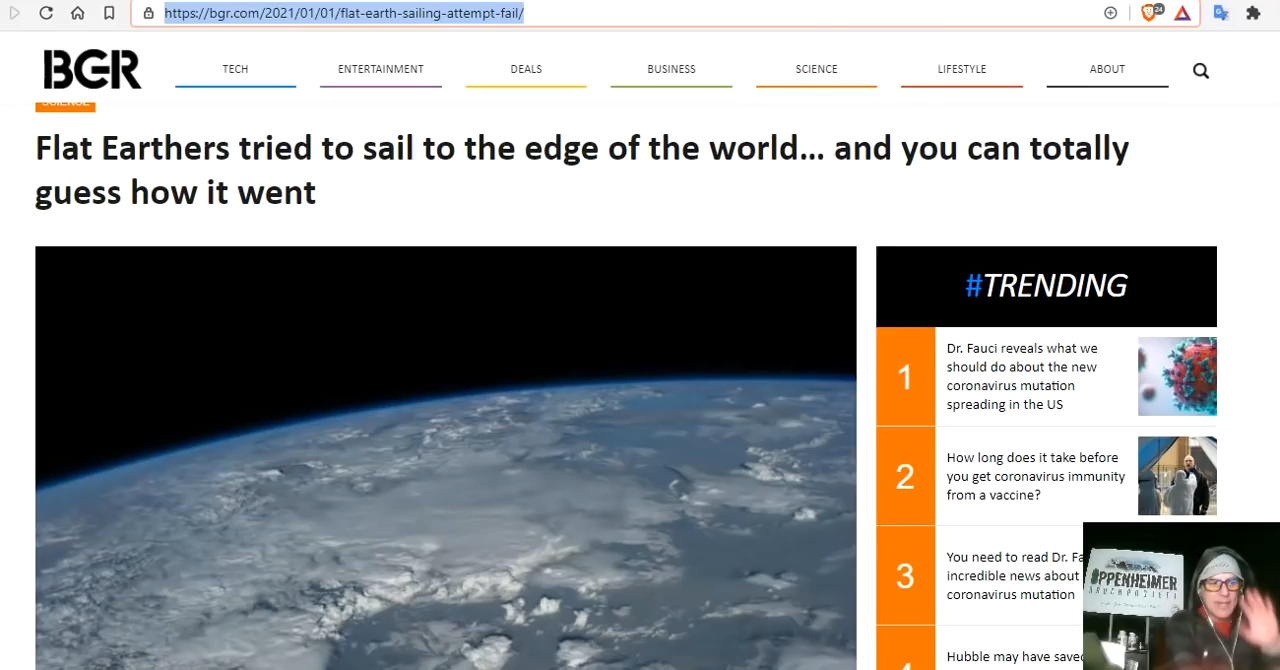 https://bgr.com/2021/01/01/flat-earth-sailing-attempt-fail/
24
BGR
TECH
ENTERTAINMENT
DEALS
BUSINESS
SCIENCE
LIFESTYLE
ABOUT
SCIENCE
Flat Earthers tried to sail to the edge of the world... and you can totally
guess how it went
#TRENDING
1
Dr. Fauci reveals what we
should do about the new
coronavirus mutation
spreading in the US
2
How long does it take before
you get coronavirus immunity
from a vaccine?
3
You need to read Dr. Fa
incredible news about
coronavirus mutation
4
Hubble may have saved
OPPENHEIMER